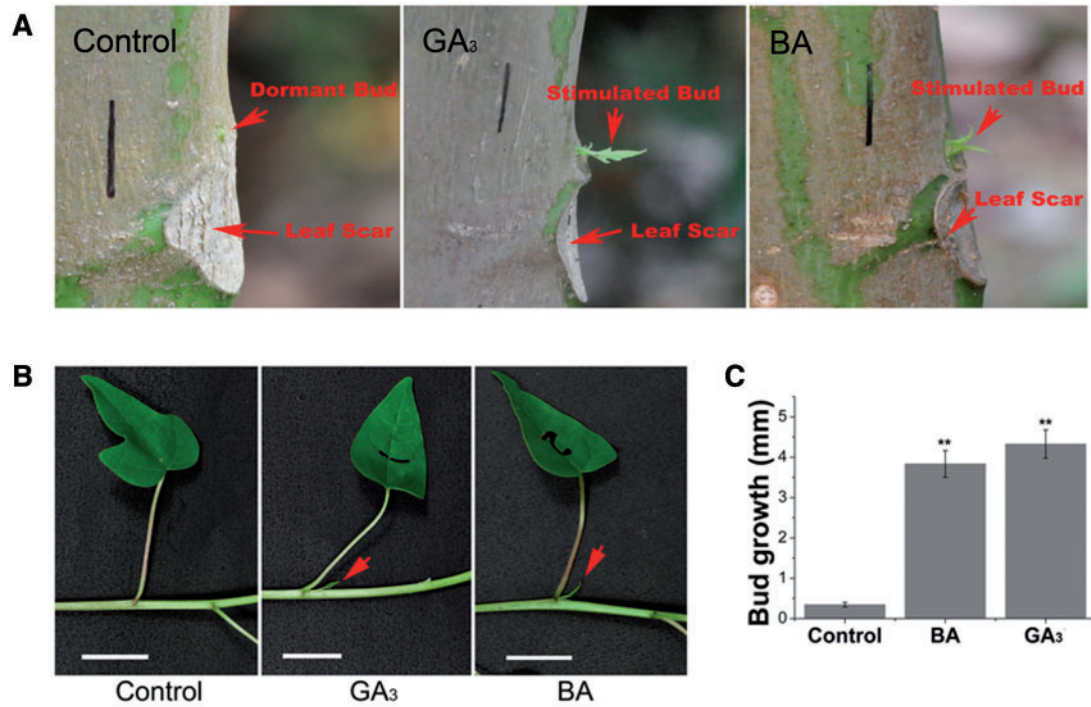 A
Control
Dormant Bud
Leaf Scar
GA₃
Stimulated Bud
Leaf Scar
BA
Stimulated Bud
Leaf Scar
B
Control
GA₃
BA
C
Bud growth (mm)
5
4
3
2
1
0
**
**
Control
BA
GA₃